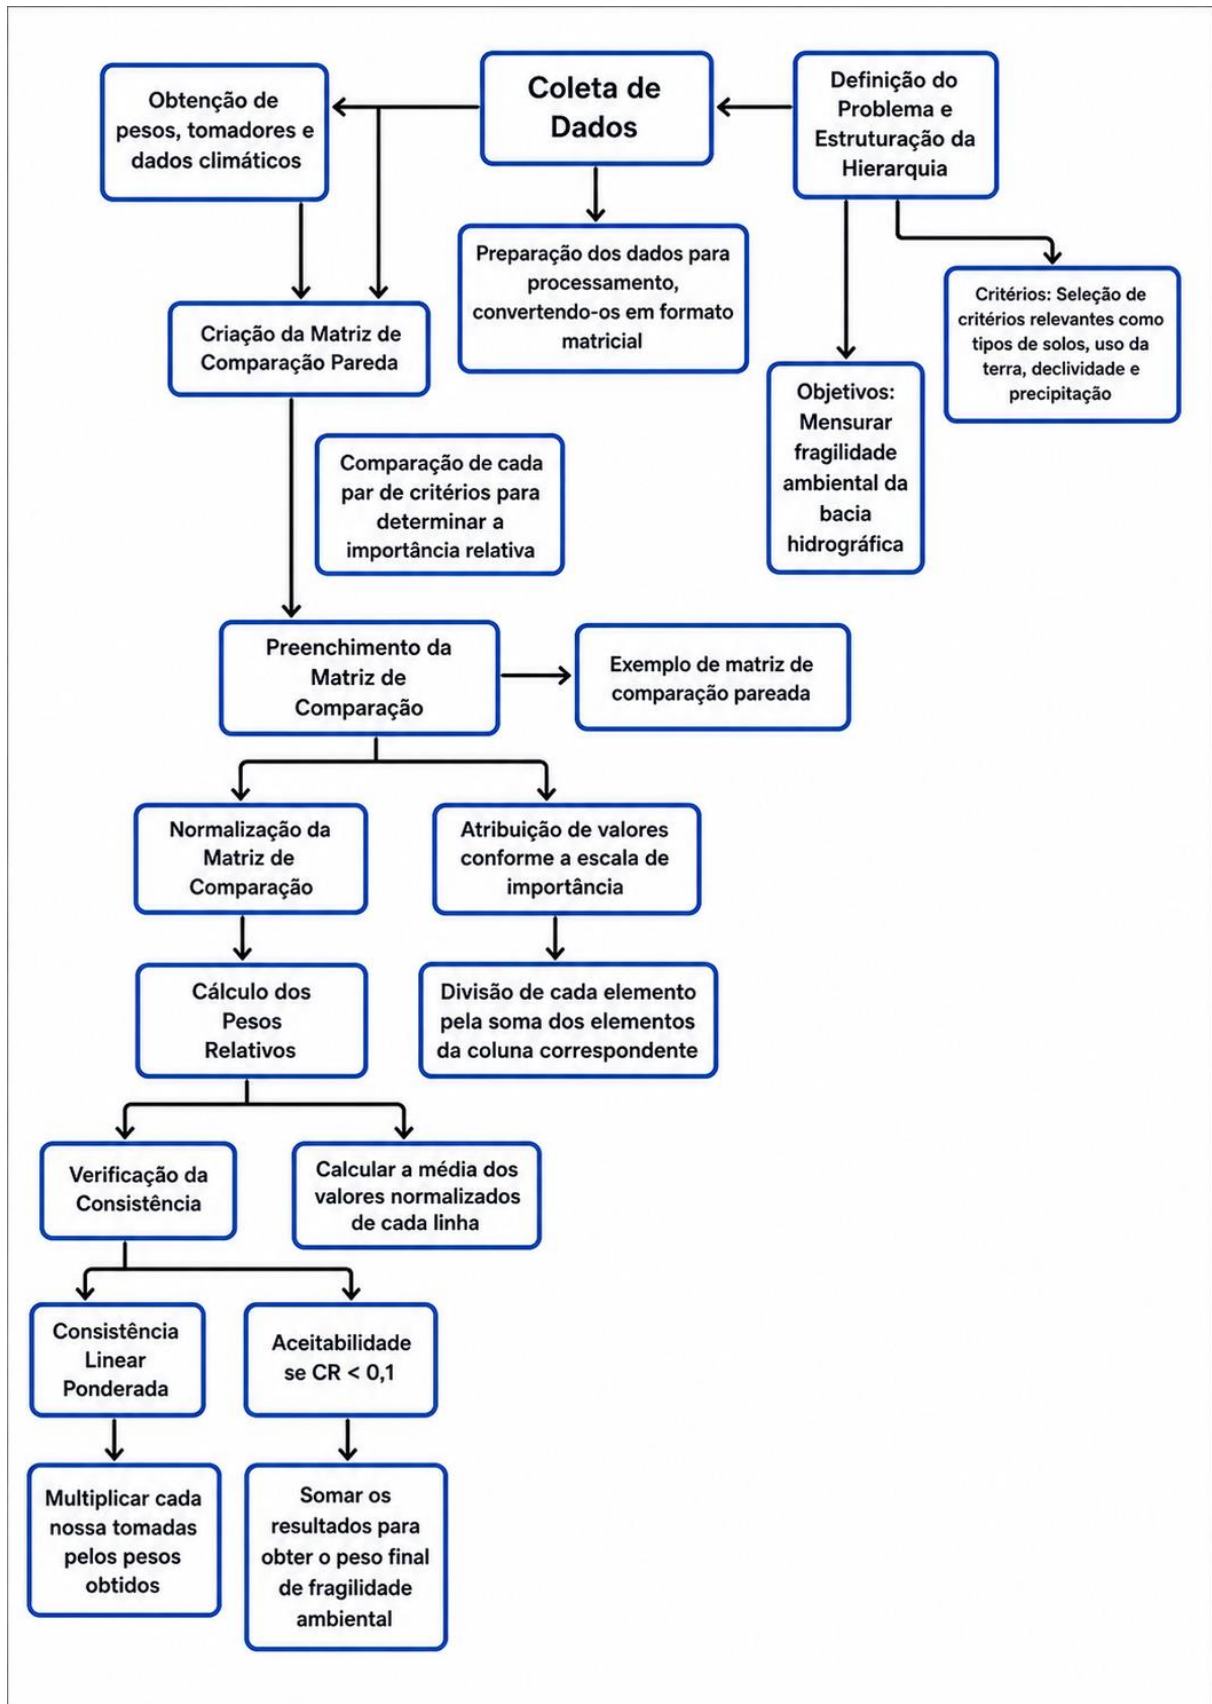 Obtenção de
pesos, tomadores e
dados climáticos
Coleta de
Dados
Definição do
Problema e
Estruturação da
Hierarquia
Preparação dos dados para
processamento,
convertendo-os em formato
matricial
Critérios: Seleção de
critérios relevantes como
tipos de solos, uso da
terra, declividade e
precipitação
Criação da Matriz de
Comparação Pareda
Objetivos:
Mensurar
fragilidade
ambiental da
bacia
hidrográfica
Comparação de cada
par de critérios para
determinar a
importância relativa
Preenchimento da
Matriz de
Comparação
Exemplo de matriz de
comparação pareada
Normalização da
Matriz de
Comparação
Atribuição de valores
conforme a escala de
importância
Cálculo dos
Pesos
Relativos
Divisão de cada elemento
pela soma dos elementos
da coluna correspondente
Verificação da
Consistência
Calcular a média dos
valores normalizados
de cada linha
Consistência
Linear
Ponderada
Aceitabilidade
se CR < 0,1
Multiplicar cada
nossa tomadas
pelos pesos
obtidos
Somar os
resultados para
obter o peso final
de fragilidade
ambiental